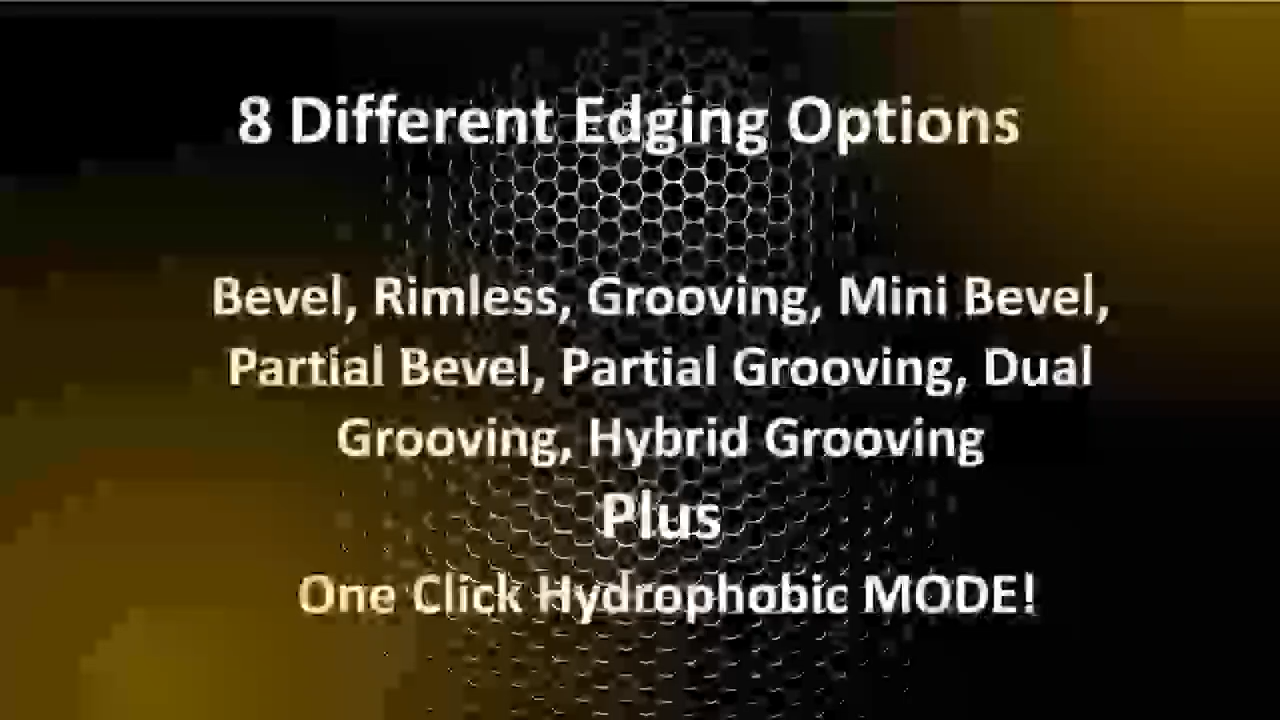 8 Different Edging Options
Bevel, Rimless, Grooving, Mini Bevel,
Partial Bevel, Partial Grooving, Dual
Grooving, Hybrid Grooving
Plus
One Click Hydrophobic MODE!